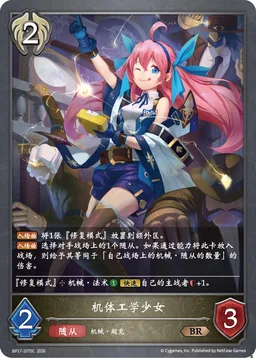 2
入场曲 将1张『修复模式』放置到额外区。
入场曲 选择对手战场上的1个随从。如果通过能力将此卡放入
战场，则给予其等同于『自己战场上的机械·随从的数量』的
伤害。
『修复模式』 机械·法术 1 快速 自己的主战者 +1。
机体工学少女
2 随从 机械·超克 BR 3
© Cygames, Inc. Published by NetEase Games